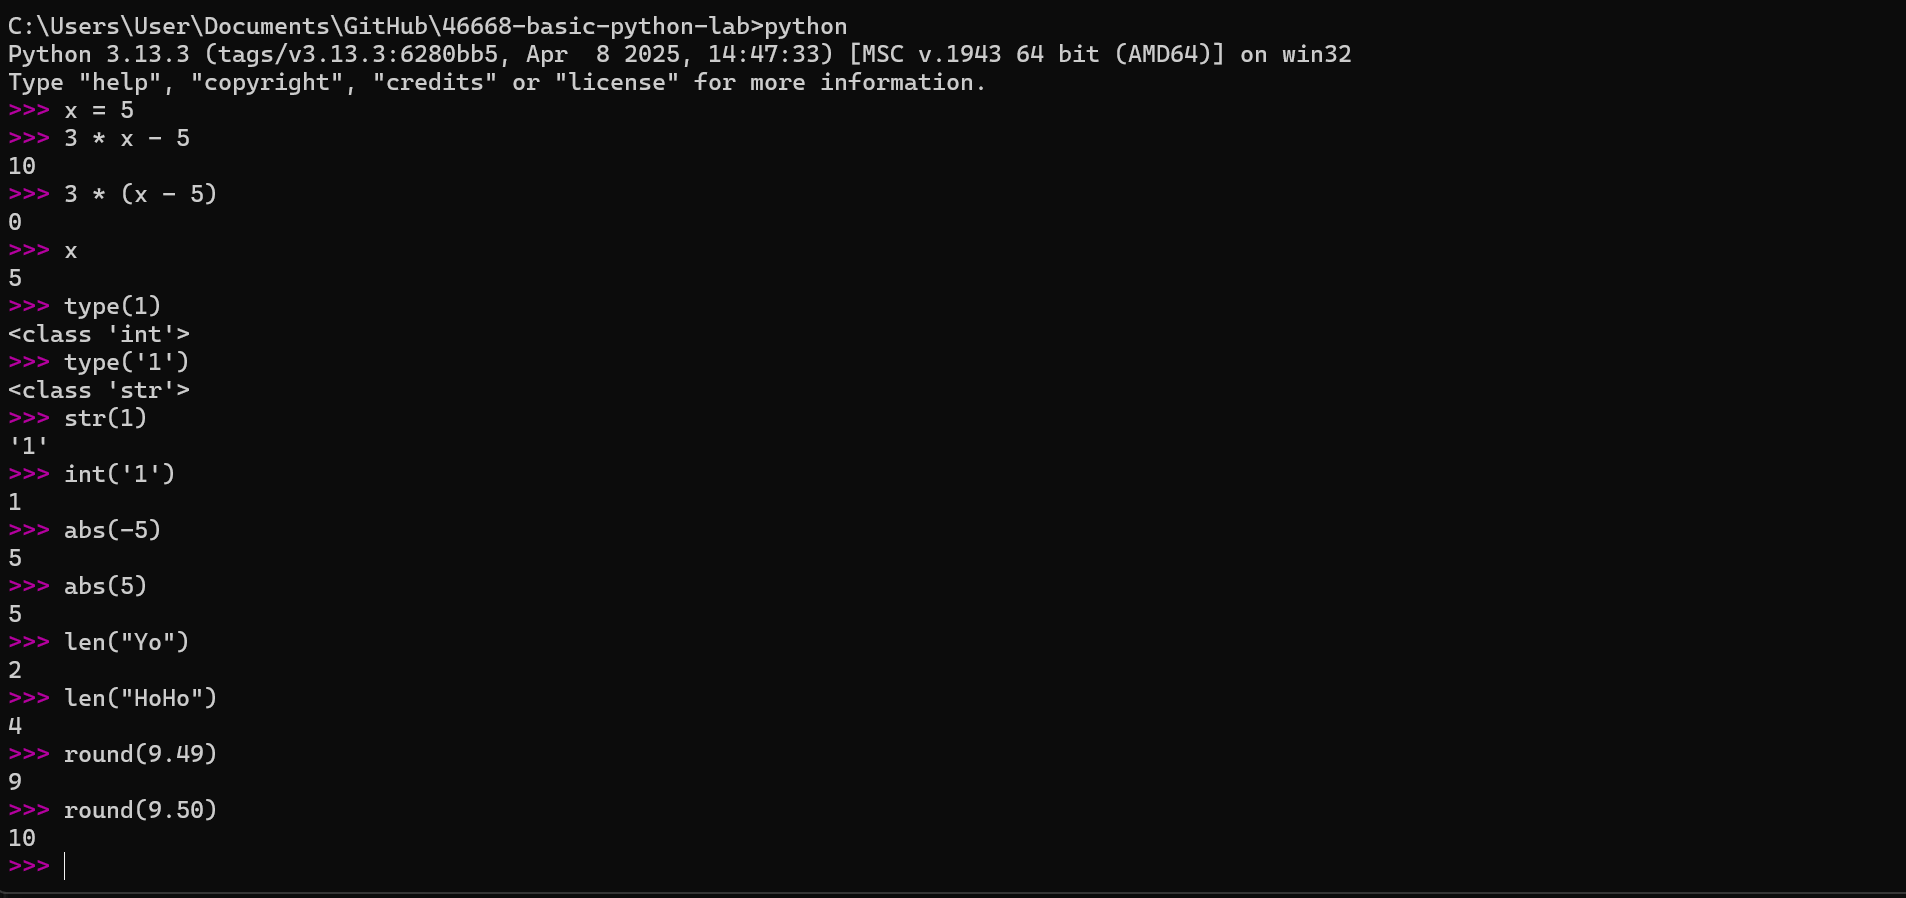 C:\Users\User\Documents\GitHub\46668-basic-python-lab>python
Python 3.13.3 (tags/v3.13.3:6280bb5, Apr  8 2025, 14:47:33) [MSC v.1943 64 bit (AMD64)] on win32
Type "help", "copyright", "credits" or "license" for more information.
>>> x = 5
>>> 3 * x - 5
10
>>> 3 * (x - 5)
0
>>> x
5
>>> type(1)
<class 'int'>
>>> type('1')
<class 'str'>
>>> str(1)
'1'
>>> int('1')
1
>>> abs(-5)
5
>>> abs(5)
5
>>> len("Yo")
2
>>> len("HoHo")
4
>>> round(9.49)
9
>>> round(9.50)
10
>>>